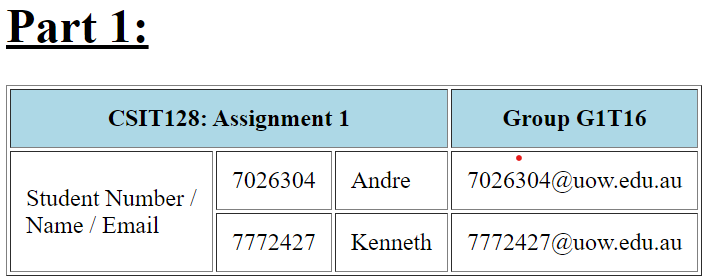 Part 1:
CSIT128: Assignment 1 Group G1T16
Student Number /
Name / Email
7026304 Andre 7026304@uow.edu.au
7772427 Kenneth 7772427@uow.edu.au